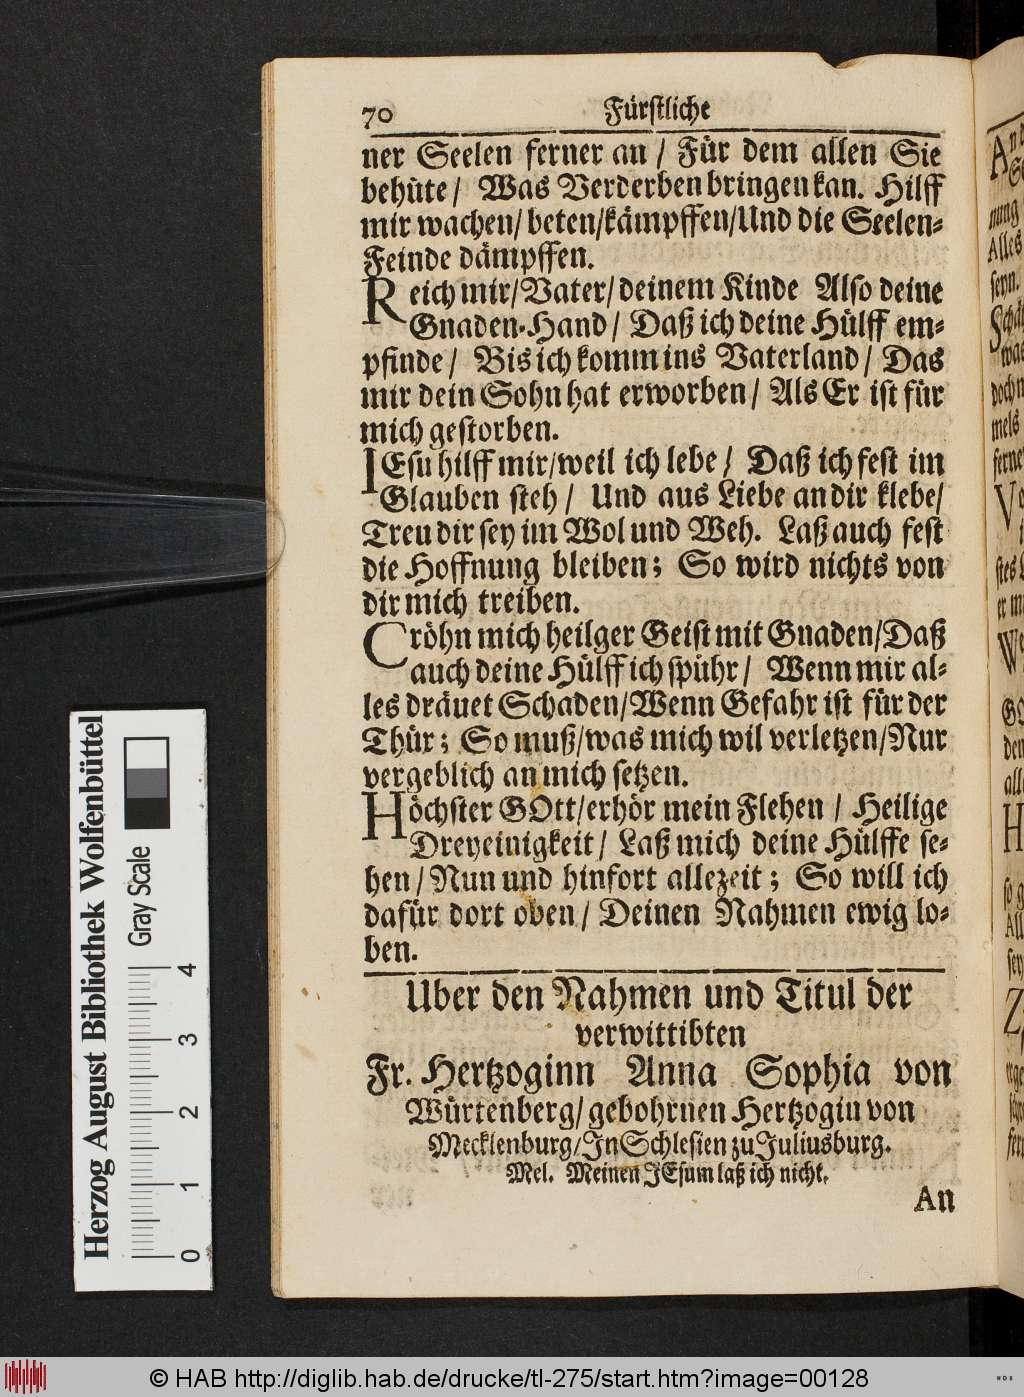 70 Fürstliche
ner Seelen ferner an / Für dem allen Sie
behüte / Was Verderben bringen kan. Hilff
mir wachen / beten / kämpffen / Und die Seelen-
Feinde dämpffen.
Reich mir / Vater / deinem Kinde Also deine
Gnaden-Hand / Daß ich deine Hülff em-
pfinde / Bis ich komm ins Vaterland / Das
mir dein Sohn hat erworben / Als Er ist für
mich gestorben.
JEsu hilff mir / weil ich lebe / Daß ich fest im
Glauben steh / Und aus Liebe an dir klebe /
Treu dir sey im Wol und Weh. Laß auch fest
die Hoffnung bleiben; So wird nichts von
dir mich treiben.
Cröhn mich heilger Geist mit Gnaden / Daß
auch deine Hülff ich spühr / Wenn mir al-
les dräuet Schaden / Wenn Gefahr ist für der
Thür; So muß / was mich wil verletzen / Nur
vergeblich an mich setzen.
Höchster GOtt / erhör mein Flehen / Heilige
Dreyeinigkeit / Laß mich deine Hülffe se-
hen / Nun und hinfort allezeit; So will ich
dafür dort oben / Deinen Nahmen ewig lo-
ben.
Uber den Nahmen und Titul der
verwittibten
Fr. Hertzoginn Anna Sophia von
Würtenberg / gebohrnen Hertzogin von
Mecklenburg / Jn Schlesien zu Juliusburg.
Mel. Meinen JEsum laß ich nicht.
An
Herzog August Bibliothek Wolfenbüttel
Gray Scale
0 1 2 3 4
© HAB http://diglib.hab.de/drucke/tl-275/start.htm?image=00128